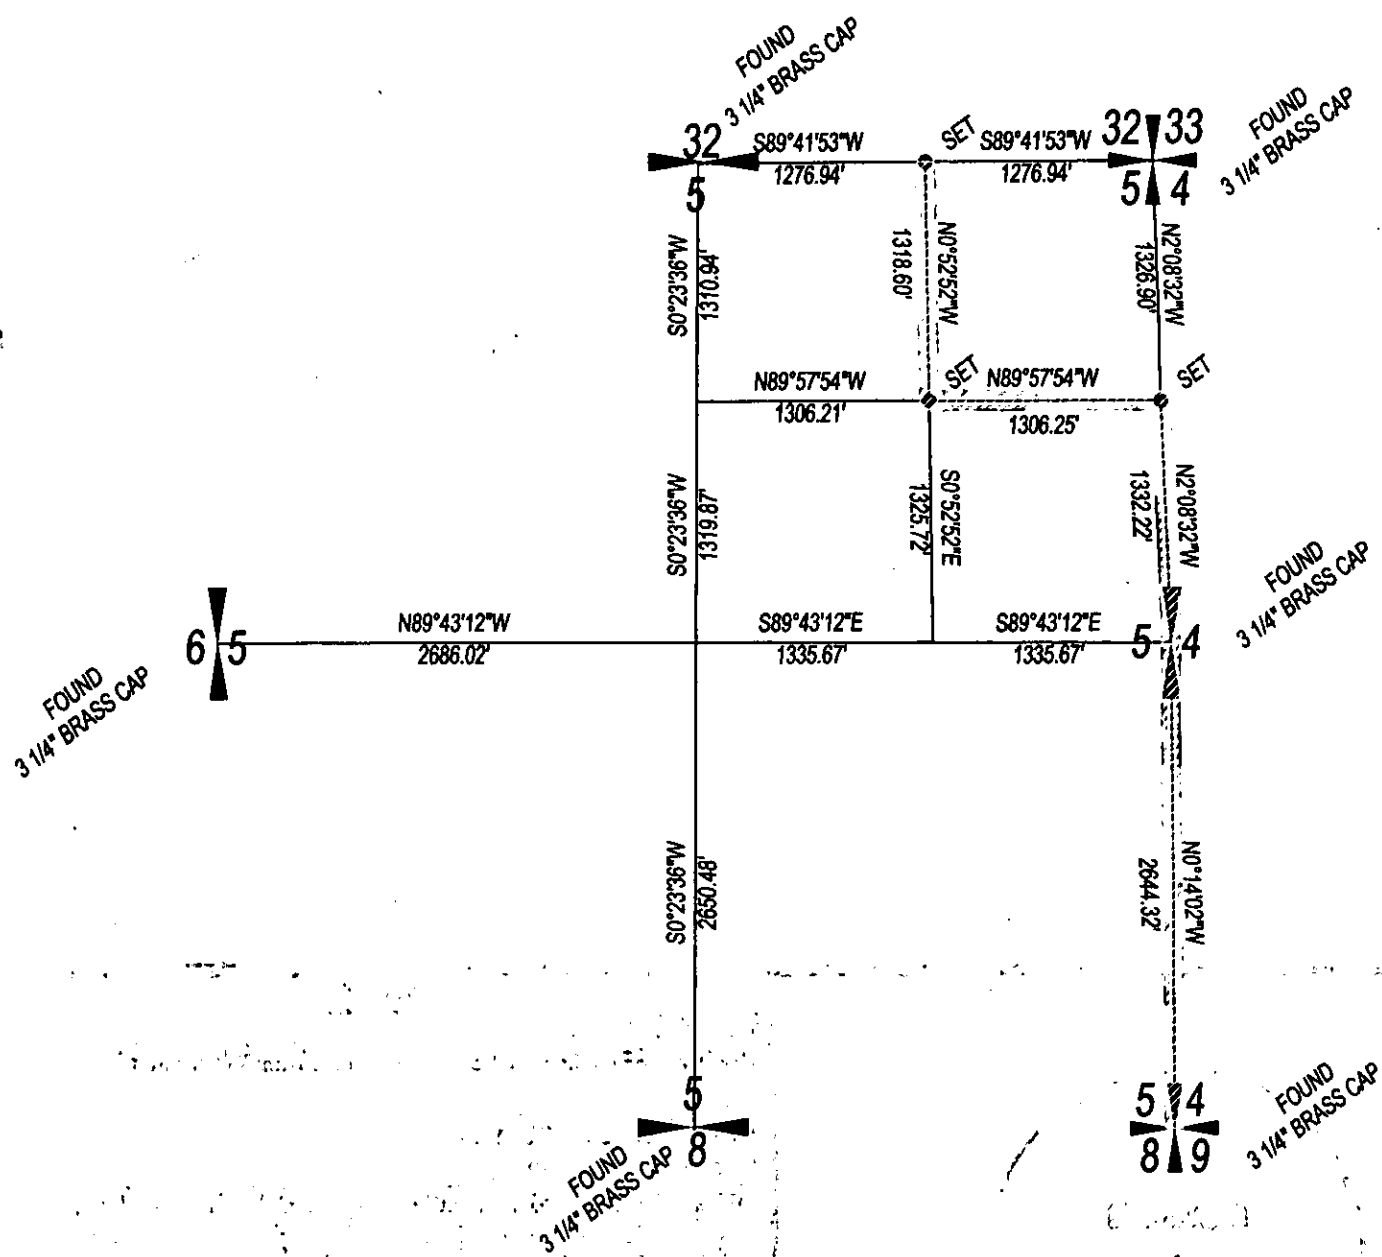 FOUND
3 1/4" BRASS CAP
FOUND
3 1/4" BRASS CAP
32
5
S89°41'53"W
1276.94'
SET
S89°41'53"W
1276.94'
32 33
5 4
S0°23'36"W
1310.94'
1318.60'
N0°52'52"W
N2°08'32"W
1326.90'
N89°57'54"W
1306.21'
SET
N89°57'54"W
1306.25'
SET
S0°23'36"W
1319.87'
S0°52'52"E
1325.72'
N2°08'32"W
1332.22'
FOUND
3 1/4" BRASS CAP
6 5
N89°43'12"W
2686.02'
S89°43'12"E
1335.67'
S89°43'12"E
1335.67'
5 4
FOUND
3 1/4" BRASS CAP
S0°23'36"W
2650.48'
N0°14'02"W
2644.32'
5
8
FOUND
3 1/4" BRASS CAP
5 4
8 9
FOUND
3 1/4" BRASS CAP